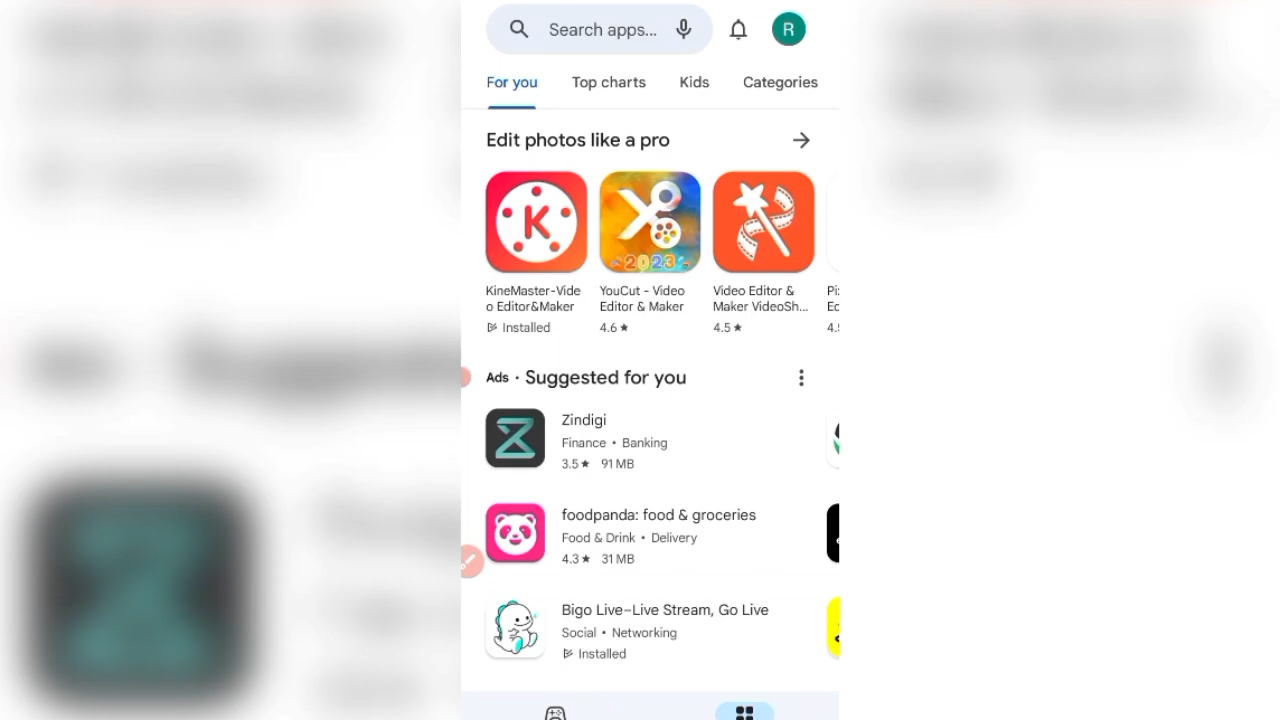 Search apps...
R
For you
Top charts
Kids
Categories
Edit photos like a pro
K
2023
KineMaster-Vide
o Editor&Maker
Installed
YouCut - Video
Editor & Maker
4.6★
Video Editor &
Maker VideoSh...
4.5★
Ads • Suggested for you
Zindigi
Finance • Banking
3.5★ 91 MB
foodpanda: food & groceries
Food & Drink • Delivery
4.3★ 31 MB
Bigo Live–Live Stream, Go Live
Social • Networking
Installed